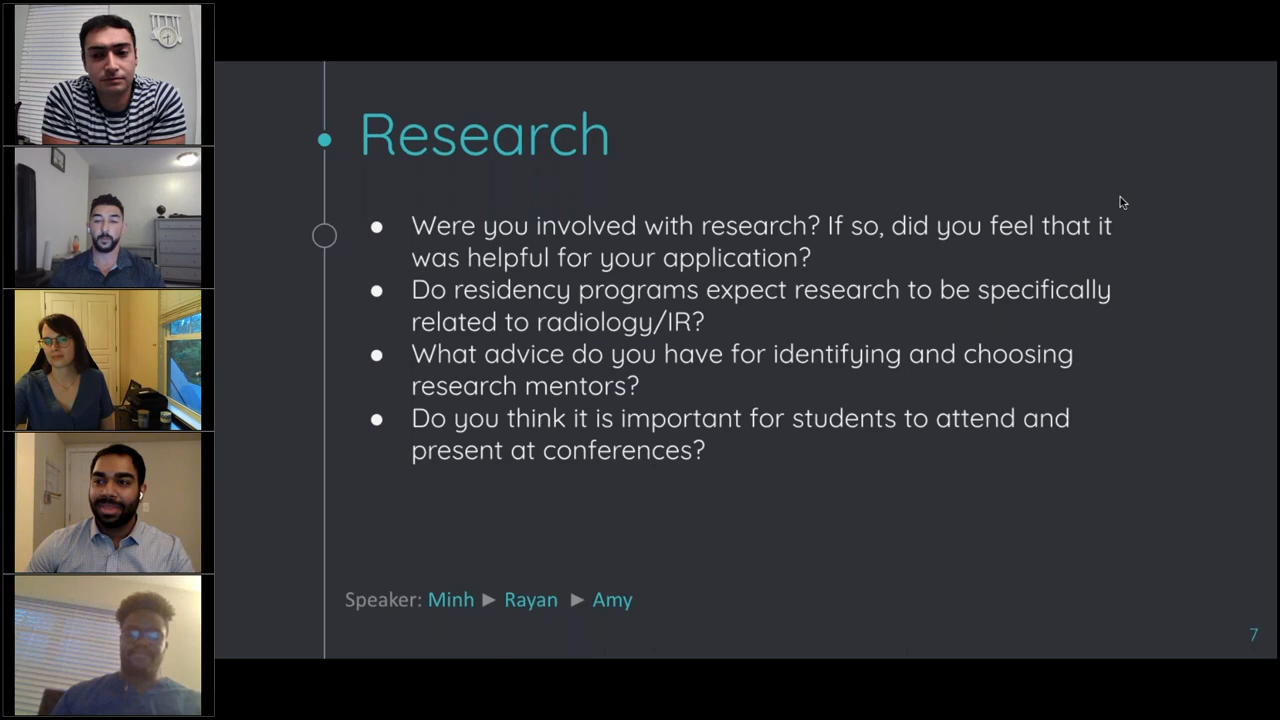 Research
● Were you involved with research? If so, did you feel that it
was helpful for your application?
● Do residency programs expect research to be specifically
related to radiology/IR?
● What advice do you have for identifying and choosing
research mentors?
● Do you think it is important for students to attend and
present at conferences?
Speaker: Minh ▶ Rayan ▶ Amy
7